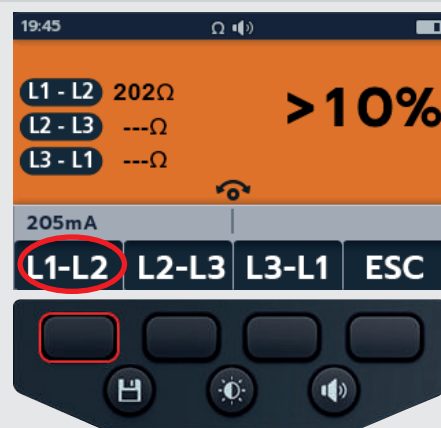 19:45 Ω
L1 - L2 202Ω
>10%
L2 - L3 ---Ω
L3 - L1 ---Ω
205mA
L1-L2 L2-L3 L3-L1 ESC